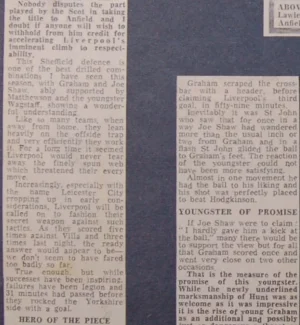 Nobody disputes the part
played by the Scot in taking
the title to Anfield and I
doubt if anyone will wish to
withhold from him credit for
accelerating Liverpool's
imminent climb to respect-
ability.
This Sheffield defence is
one of the best drilled com-
binations I have seen this
season, with Graham and Joe
Shaw ably supported by
and the youngster
Wagstaff, showing a wonder-
ful understanding.
Like so many teams, when
away from home, they lean
heavily on the offside trap
and very efficiently they work
it. For a long time it seemed
Liverpool would never tear
away the finely spun web
which threatened their every
move.
Increasingly, especially with
the name Leicester City
cropping up in early con-
siderations, Liverpool will be
called on to fashion their
secret weapon against such
tactics. As they scored five
times against Villa and three
times last night, the ready
answer would appear to be—
we don't seem to have fared
too badly so far.
True enough, but while
successes have been inspiring,
failures have been legion and
31 minutes had passed before
they rocked the Yorkshire
side with a goal.
HERO OF THE PIECE
ABOV
Lawle
Anfield
Graham scraped the cross-
bar with a header, before
claiming Liverpool's third
goal, in fifty-nine minutes.
Inevitably it was St John
who saw that for once in a
way Joe Shaw had wandered
more than the usual inch or
two from Graham and in a
flash St John glided the ball
to Graham's feet. The reaction
of the youngster could not
have been more satisfying.
Almost in one movement he
had the ball to his liking and
his shot was perfectly placed
to beat Hodgkinson.
YOUNGSTER OF PROMISE
If Joe Shaw were to claim:
"I hardly gave him a kick at
the ball," many there would be
to support the view but for all
that Graham scored once and
went very close on two other
occasions.
That is the measure of the
promise of this youngster.
While the newly underlined
marksmanship of Hunt was as
welcome as it was impressive
it is the rise of young Graham
as an additional and possibly